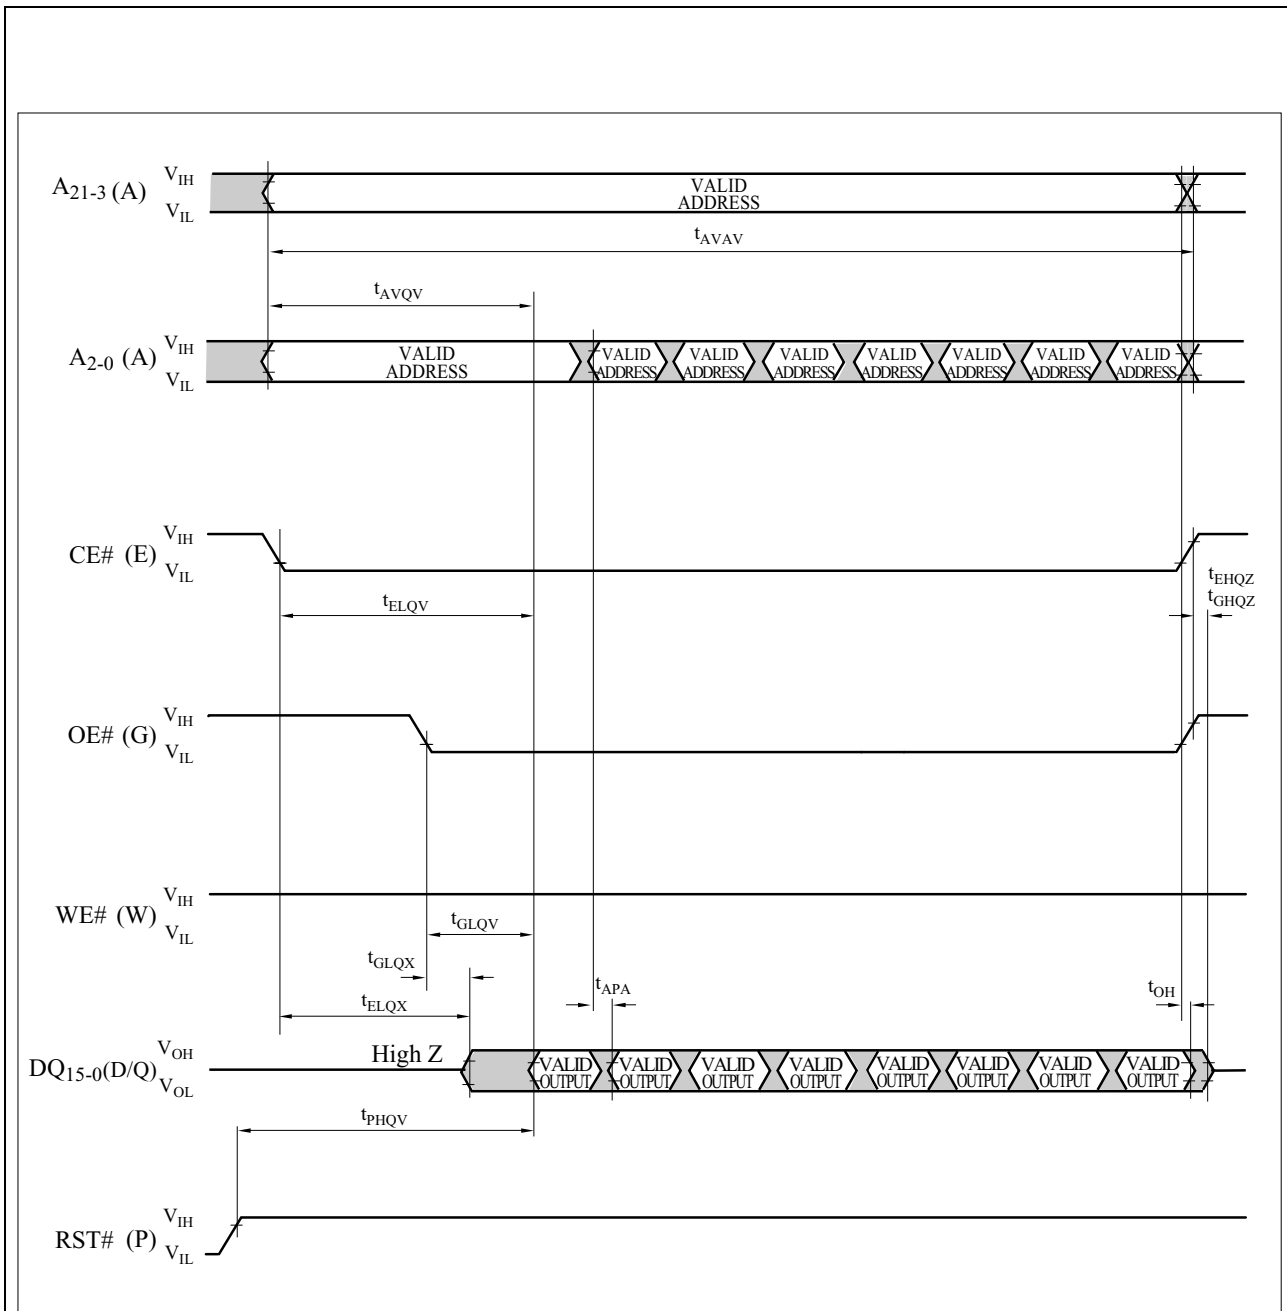 A21-3 (A) VIH
VIL
VALID
ADDRESS
tAVAV
tAVQV
A2-0 (A) VIH
VIL
VALID
ADDRESS
VALID
ADDRESS
VALID
ADDRESS
VALID
ADDRESS
VALID
ADDRESS
VALID
ADDRESS
VALID
ADDRESS
VALID
ADDRESS
CE# (E) VIH
VIL
tELQV
tEHQZ
tGHQZ
OE# (G) VIH
VIL
WE# (W) VIH
VIL
tGLQV
tGLQX
tELQX
tAPA
tOH
DQ15-0(D/Q) VOH
VOL
High Z
VALID
OUTPUT
VALID
OUTPUT
VALID
OUTPUT
VALID
OUTPUT
VALID
OUTPUT
VALID
OUTPUT
VALID
OUTPUT
VALID
OUTPUT
tPHQV
RST# (P) VIH
VIL